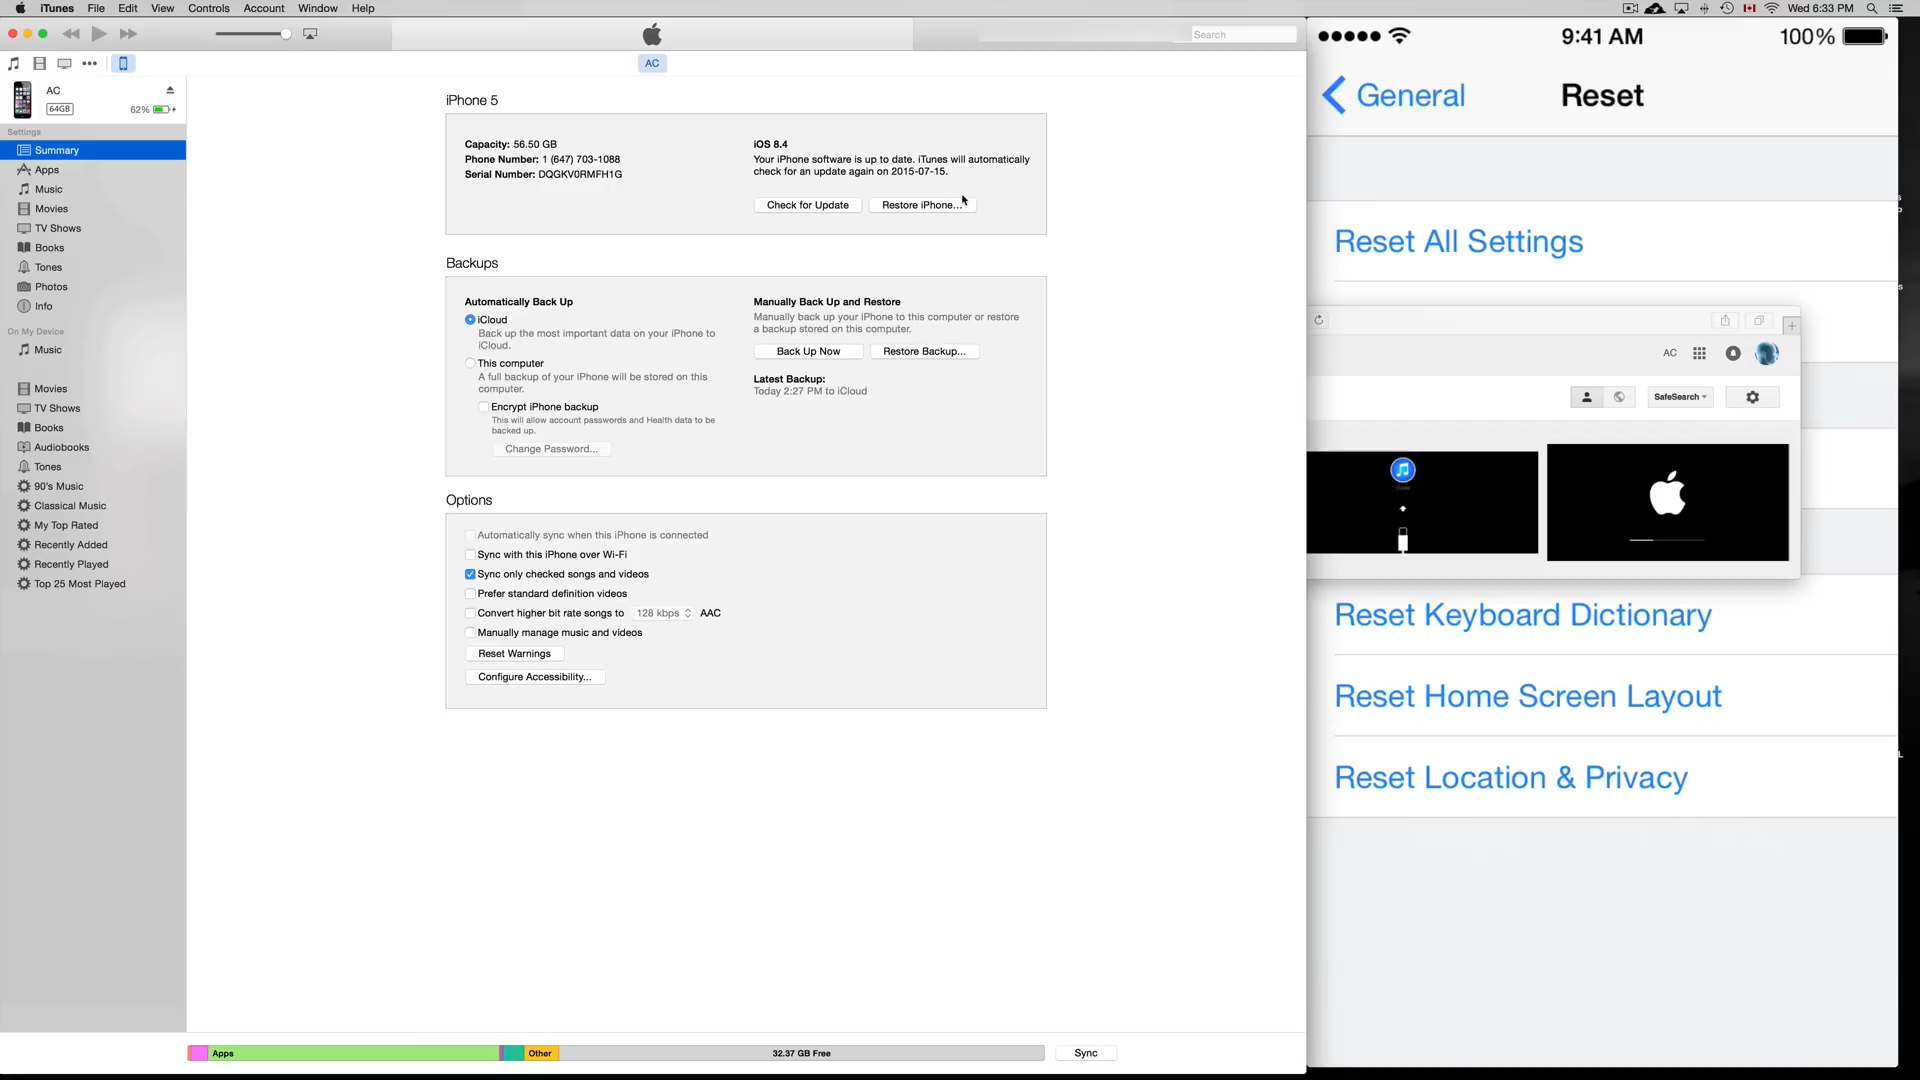 iTunes File Edit View Controls Account Window Help
Wed 6:33 PM
Search
AC
AC
64GB
62%
Settings
Summary
Apps
Music
Movies
TV Shows
Books
Tones
Photos
Info
On My Device
Music
Movies
TV Shows
Books
Audiobooks
Tones
90's Music
Classical Music
My Top Rated
Recently Added
Recently Played
Top 25 Most Played
iPhone 5
Capacity: 56.50 GB
Phone Number: 1 (647) 703-1088
Serial Number: DQGKV0RMFH1G
iOS 8.4
Your iPhone software is up to date. iTunes will automatically
check for an update again on 2015-07-15.
Check for Update
Restore iPhone...
Backups
Automatically Back Up
iCloud
Back up the most important data on your iPhone to
iCloud.
This computer
A full backup of your iPhone will be stored on this
computer.
Encrypt iPhone backup
This will allow account passwords and Health data to be
backed up.
Change Password...
Manually Back Up and Restore
Manually back up your iPhone to this computer or restore
a backup stored on this computer.
Back Up Now
Restore Backup...
Latest Backup:
Today 2:27 PM to iCloud
Options
Automatically sync when this iPhone is connected
Sync with this iPhone over Wi-Fi
Sync only checked songs and videos
Prefer standard definition videos
Convert higher bit rate songs to 128 kbps AAC
Manually manage music and videos
Reset Warnings
Configure Accessibility...
Apps
Other
32.37 GB Free
Sync
9:41 AM
100%
General
Reset
Reset All Settings
AC
SafeSearch
Reset Keyboard Dictionary
Reset Home Screen Layout
Reset Location & Privacy